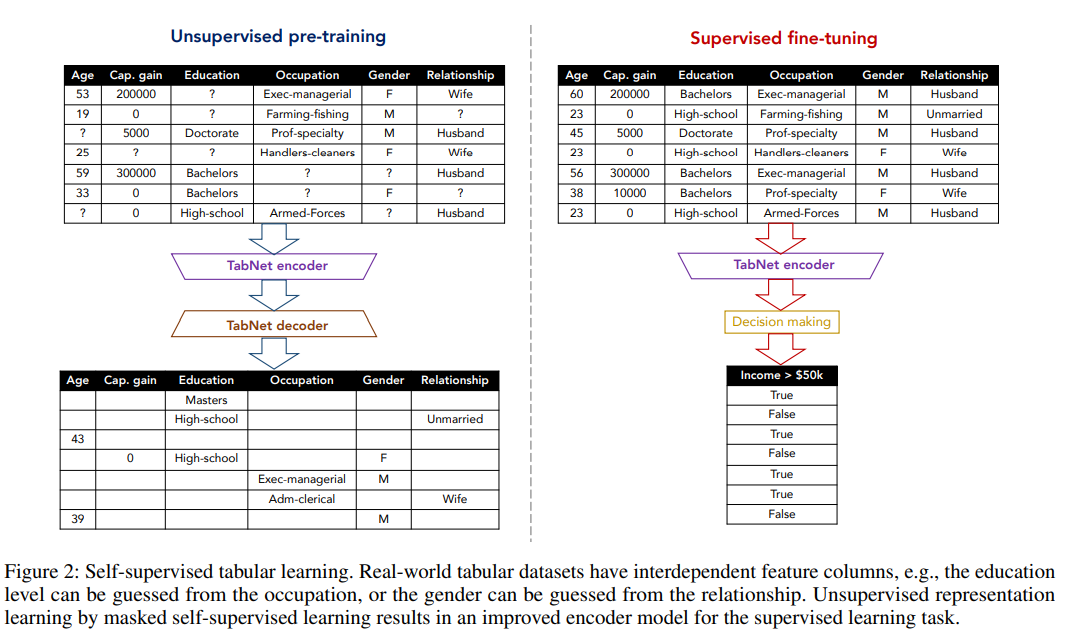 Unsupervised pre-training
Age Cap. gain Education Occupation Gender Relationship
53 200000 ? Exec-managerial F Wife
19 0 ? Farming-fishing M ?
? 5000 Doctorate Prof-specialty M Husband
25 ? ? Handlers-cleaners F Wife
59 300000 Bachelors ? ? Husband
33 0 Bachelors ? F ?
? 0 High-school Armed-Forces ? Husband
TabNet encoder
TabNet decoder
Age Cap. gain Education Occupation Gender Relationship
Masters
High-school Unmarried
43
0 High-school F
Exec-managerial M
Adm-clerical Wife
39 M
Supervised fine-tuning
Age Cap. gain Education Occupation Gender Relationship
60 200000 Bachelors Exec-managerial M Husband
23 0 High-school Farming-fishing M Unmarried
45 5000 Doctorate Prof-specialty M Husband
23 0 High-school Handlers-cleaners F Wife
56 300000 Bachelors Exec-managerial M Husband
38 10000 Bachelors Prof-specialty F Wife
23 0 High-school Armed-Forces M Husband
TabNet encoder
Decision making
Income > $50k
True
False
True
False
True
True
False
Figure 2: Self-supervised tabular learning. Real-world tabular datasets have interdependent feature columns, e.g., the education
level can be guessed from the occupation, or the gender can be guessed from the relationship. Unsupervised representation
learning by masked self-supervised learning results in an improved encoder model for the supervised learning task.